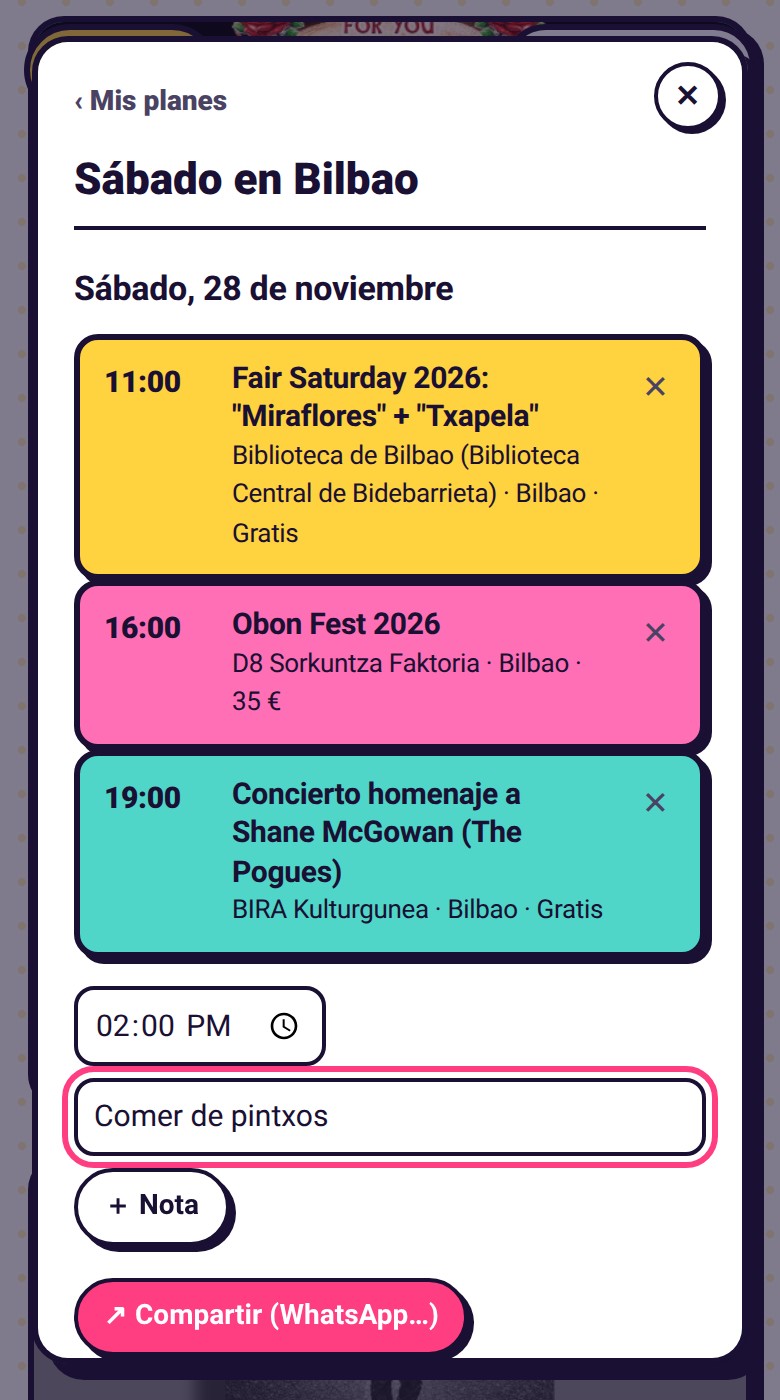 FOR YOU
‹ Mis planes
✕
Sábado en Bilbao
Sábado, 28 de noviembre
11:00
Fair Saturday 2026:
"Miraflores" + "Txapela"
Biblioteca de Bilbao (Biblioteca
Central de Bidebarrieta) · Bilbao ·
Gratis
✕
16:00
Obon Fest 2026
D8 Sorkuntza Faktoria · Bilbao ·
35 €
✕
19:00
Concierto homenaje a
Shane McGowan (The
Pogues)
BIRA Kulturgunea · Bilbao · Gratis
✕
02:00 PM
Comer de pintxos
+ Nota
↗ Compartir (WhatsApp…)